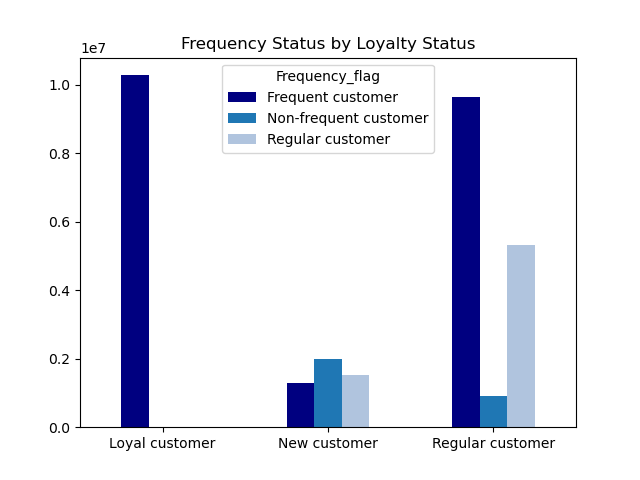 Frequency Status by Loyalty Status
1e7
Frequency_flag
Frequent customer
Non-frequent customer
Regular customer
1.0
0.8
0.6
0.4
0.2
0.0
Loyal customer
New customer
Regular customer